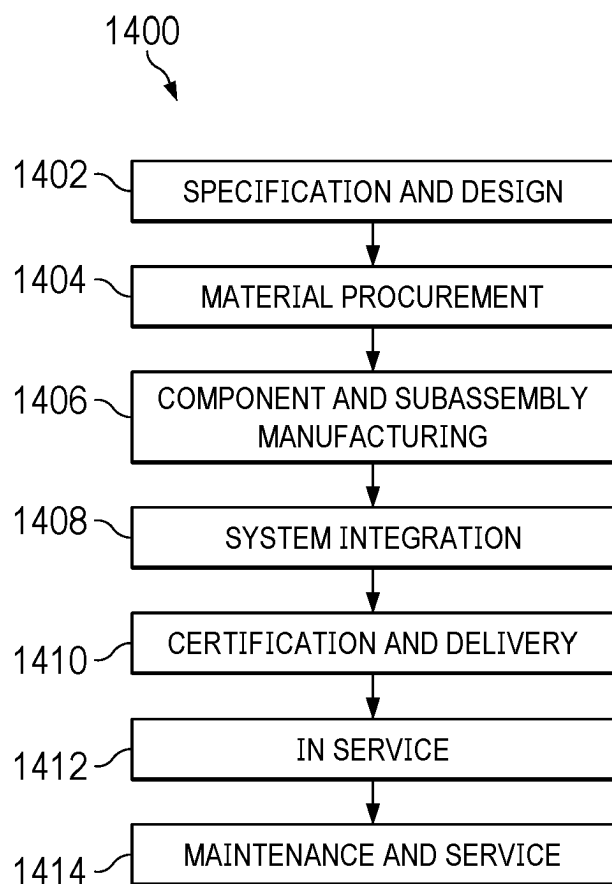 1400
1402
SPECIFICATION AND DESIGN
1404
MATERIAL PROCUREMENT
1406
COMPONENT AND SUBASSEMBLY
MANUFACTURING
1408
SYSTEM INTEGRATION
1410
CERTIFICATION AND DELIVERY
1412
IN SERVICE
1414
MAINTENANCE AND SERVICE